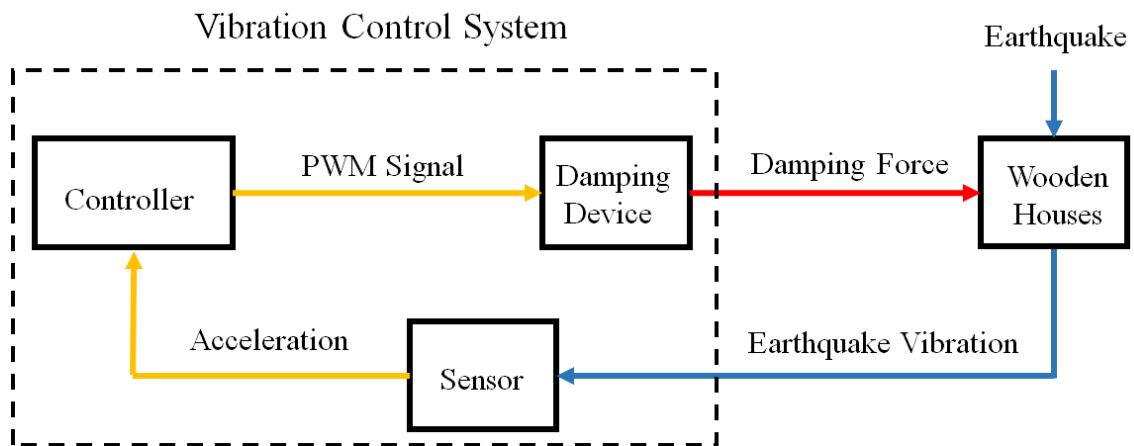 Vibration Control System
Earthquake
Controller
PWM Signal
Damping
Device
Damping Force
Wooden
Houses
Acceleration
Sensor
Earthquake Vibration